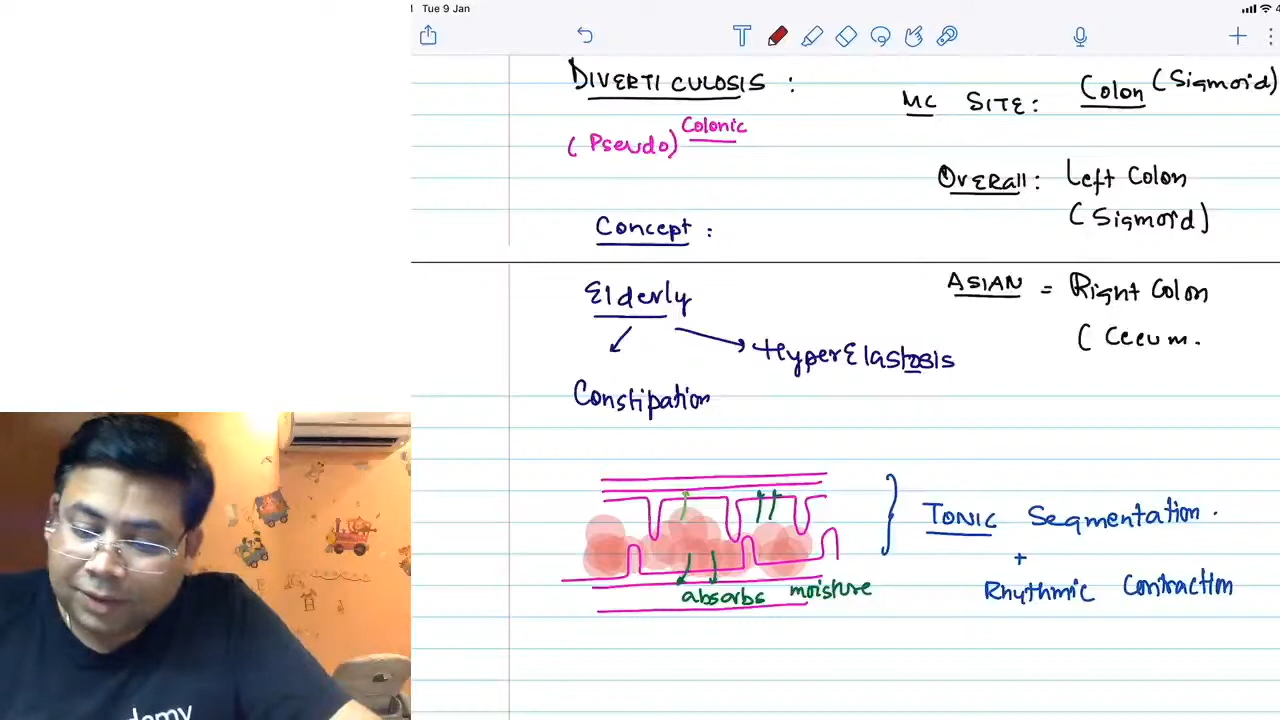 Tue 9 Jan
DIVERTICULOSIS :
(Pseudo) Colonic
MC SITE: Colon (Sigmoid)
OVERAll: Left Colon
(Sigmoid)
Concept :
Elderly
Constipation
HyperElastosis
ASIAN = Right Colon
(Cecum.
absorbs moisture
TONIC Segmentation.
+
Rhythmic Contraction
demy